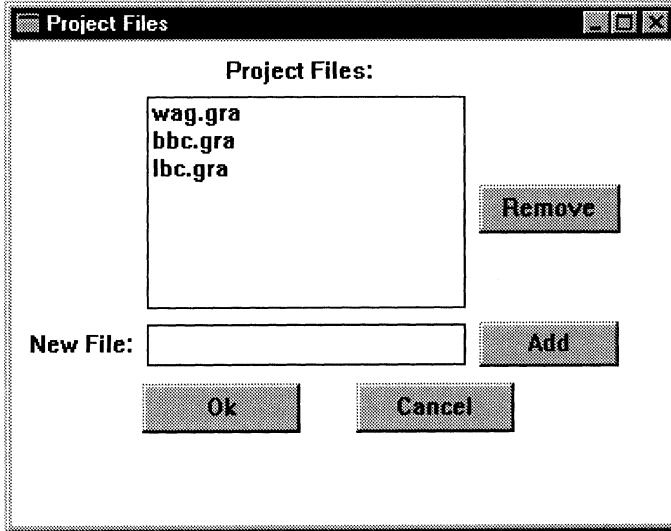 Project Files
Project Files:
wag.gra
bbc.gra
lbc.gra
Remove
New File:
Add
Ok
Cancel